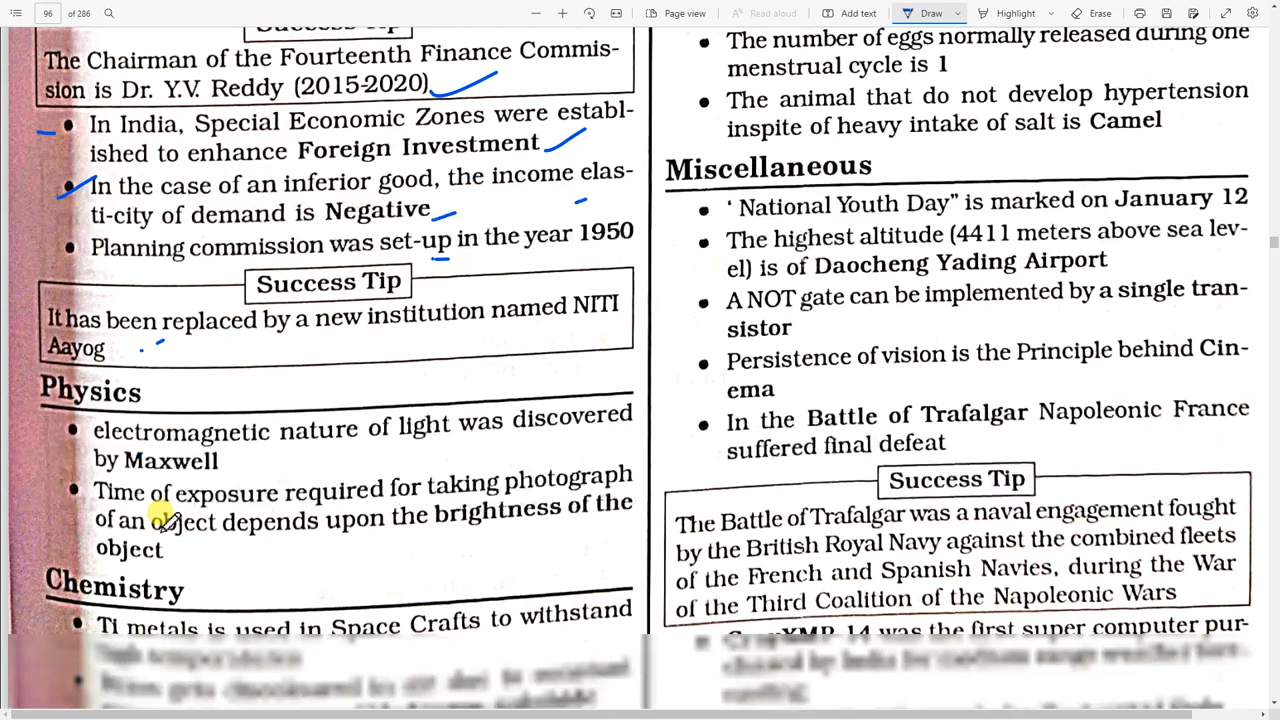 96 of 286
Page view
Read aloud
Add text
Draw
Highlight
Erase
Success Tip
The Chairman of the Fourteenth Finance Commis-
sion is Dr. Y.V. Reddy (2015-2020)
• In India, Special Economic Zones were establ-
ished to enhance Foreign Investment
• In the case of an inferior good, the income elas-
ti-city of demand is Negative
• Planning commission was set-up in the year 1950
Success Tip
It has been replaced by a new institution named NITI
Aayog
Physics
• electromagnetic nature of light was discovered
by Maxwell
• Time of exposure required for taking photograph
of an object depends upon the brightness of the
object
Chemistry
• Ti metals is used in Space Crafts to withstand
• The number of eggs normally released during one
menstrual cycle is 1
• The animal that do not develop hypertension
inspite of heavy intake of salt is Camel
Miscellaneous
• ‘ National Youth Day” is marked on January 12
• The highest altitude (4411 meters above sea lev-
el) is of Daocheng Yading Airport
• A NOT gate can be implemented by a single tran-
sistor
• Persistence of vision is the Principle behind Cin-
ema
• In the Battle of Trafalgar Napoleonic France
suffered final defeat
Success Tip
The Battle of Trafalgar was a naval engagement fought
by the British Royal Navy against the combined fleets
of the French and Spanish Navies, during the War
of the Third Coalition of the Napoleonic Wars
14 was the first super computer pur-